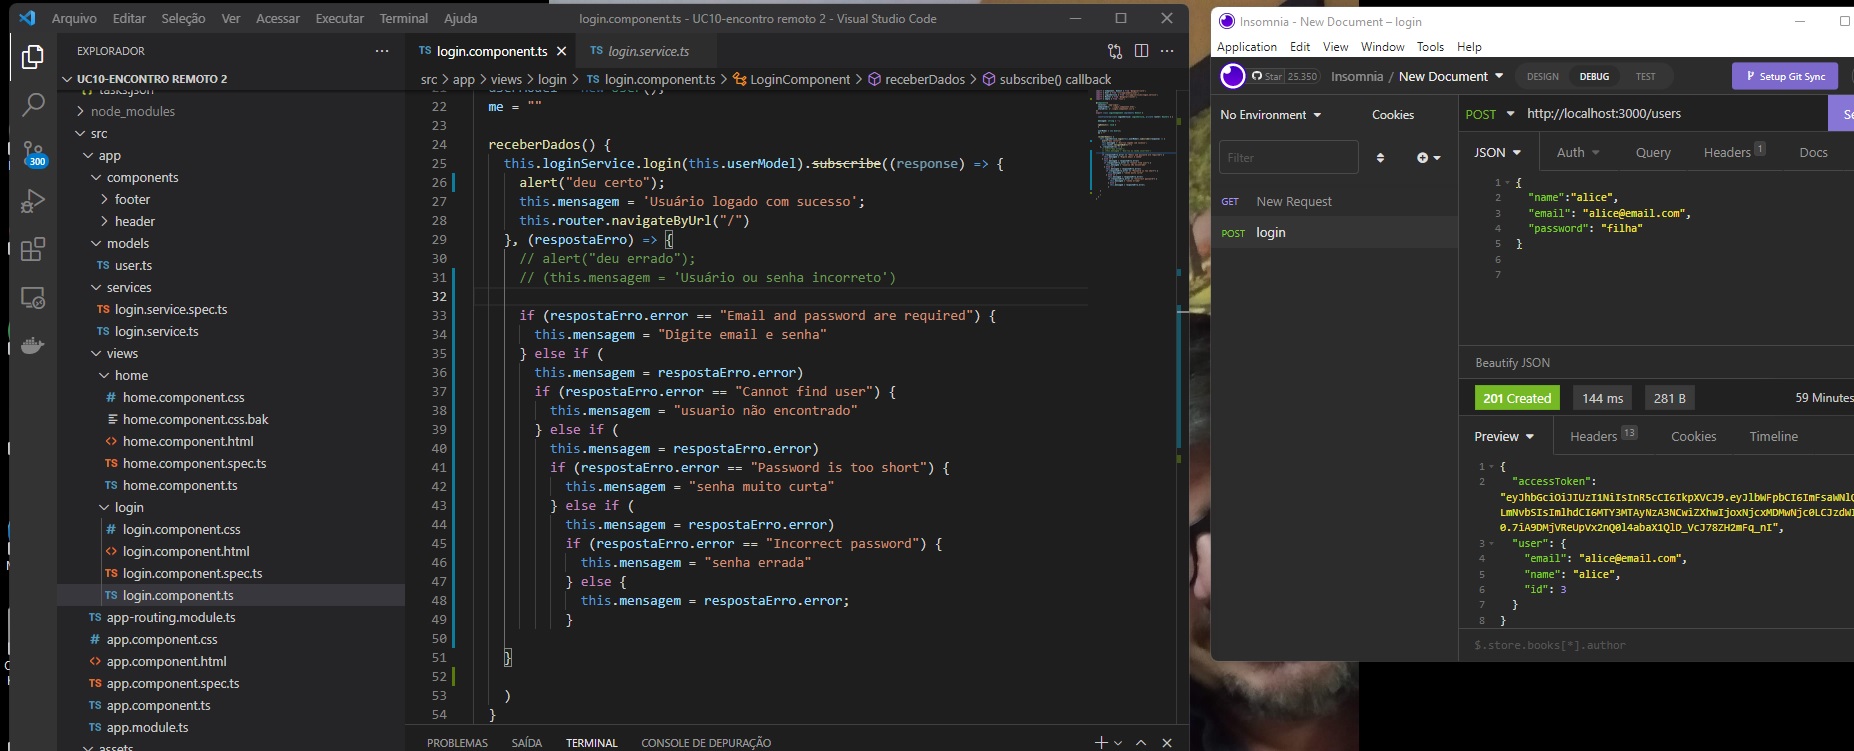 Arquivo Editar Seleção Ver Acessar Executar Terminal Ajuda
login.component.ts - UC10-encontro remoto 2 - Visual Studio Code
EXPLORADOR
UC10-ENCONTRO REMOTO 2
tasks.json
node_modules
src
app
components
footer
header
models
TS user.ts
services
TS login.service.spec.ts
TS login.service.ts
views
home
# home.component.css
home.component.css.bak
<> home.component.html
TS home.component.spec.ts
TS home.component.ts
login
# login.component.css
<> login.component.html
TS login.component.spec.ts
TS login.component.ts
TS app-routing.module.ts
# app.component.css
<> app.component.html
TS app.component.spec.ts
TS app.component.ts
TS app.module.ts
assets
300
TS login.component.ts
TS login.service.ts
src > app > views > login > TS login.component.ts > LoginComponent > receberDados > subscribe() callback
21 userModel = new User();
22 me = ""
23
24 receberDados() {
25 this.loginService.login(this.userModel).subscribe((response) => {
26 alert("deu certo");
27 this.mensagem = 'Usuário logado com sucesso';
28 this.router.navigateByUrl("/")
29 }, (respostaErro) => {
30 // alert("deu errado");
31 // (this.mensagem = 'Usuário ou senha incorreto')
32
33 if (respostaErro.error == "Email and password are required") {
34 this.mensagem = "Digite email e senha"
35 } else if (
36 this.mensagem = respostaErro.error)
37 if (respostaErro.error == "Cannot find user") {
38 this.mensagem = "usuario não encontrado"
39 } else if (
40 this.mensagem = respostaErro.error)
41 if (respostaErro.error == "Password is too short") {
42 this.mensagem = "senha muito curta"
43 } else if (
44 this.mensagem = respostaErro.error)
45 if (respostaErro.error == "Incorrect password") {
46 this.mensagem = "senha errada"
47 } else {
48 this.mensagem = respostaErro.error;
49 }
50
51 }
52
53 )
54 }
PROBLEMAS SAÍDA TERMINAL CONSOLE DE DEPURAÇÃO
Insomnia - New Document – login
Application Edit View Window Tools Help
Star 25.350
Insomnia / New Document
DESIGN DEBUG TEST
Setup Git Sync
No Environment
Cookies
Filter
GET New Request
POST login
POST http://localhost:3000/users
Se
JSON Auth Query Headers 1 Docs
1 {
2 "name":"alice",
3 "email": "alice@email.com",
4 "password": "filha"
5 }
6
7
Beautify JSON
201 Created 144 ms 281 B 59 Minutes
Preview Headers 13 Cookies Timeline
1 {
2 "accessToken":
3 "user": {
4 "email": "alice@email.com",
5 "name": "alice",
6 "id": 3
7 }
8 }
$.store.books[*].author